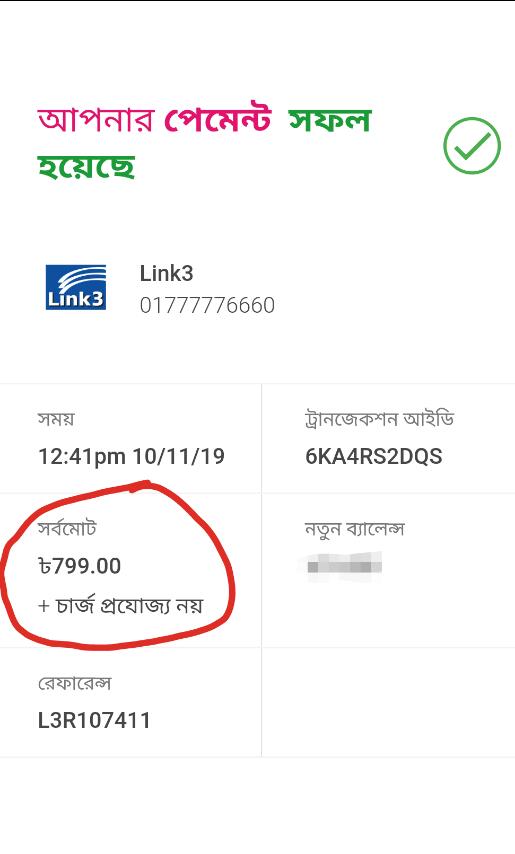 আপনার পেমেন্ট সফল
হয়েছে
Link3
Link3
01777776660
সময়
12:41pm 10/11/19
ট্রানজেকশন আইডি
6KA4RS2DQS
সর্বমোট
৳799.00
+ চার্জ প্রযোজ্য নয়
নতুন ব্যালেন্স
রেফারেন্স
L3R107411